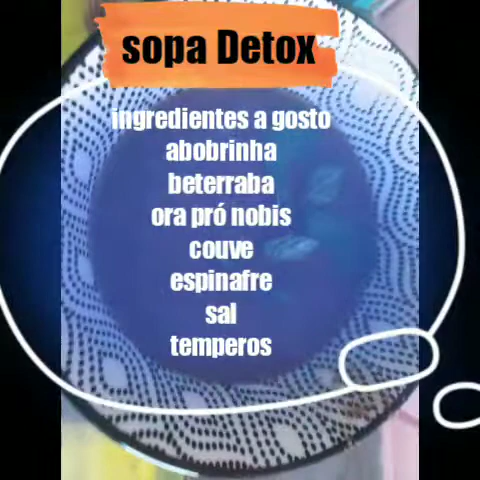 sopa Detox
ingredientes a gosto
abobrinha
beterraba
ora pró nobis
couve
espinafre
sal
temperos